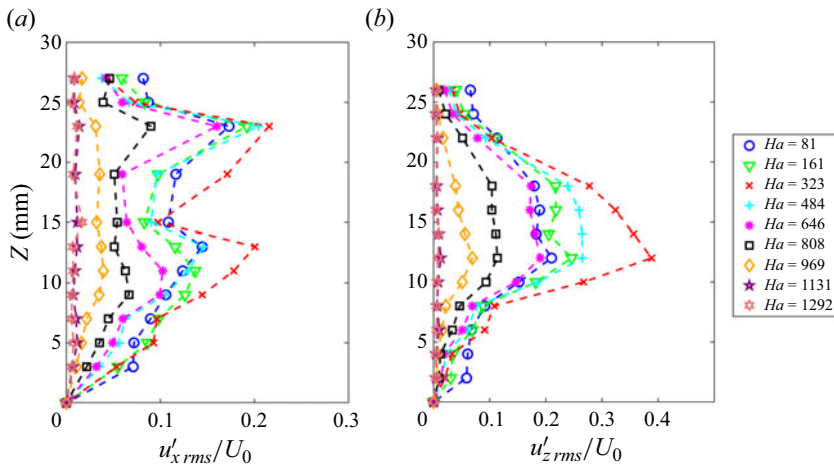 (a)
(b)
30
25
20
15
10
5
0
0.1
0.2
0.3
Z (mm)
u′x rms/U0
30
25
20
15
10
5
0
0.1
0.2
0.3
0.4
0.5
u′z rms/U0
Ha = 81
Ha = 161
Ha = 323
Ha = 484
Ha = 646
Ha = 808
Ha = 969
Ha = 1131
Ha = 1292